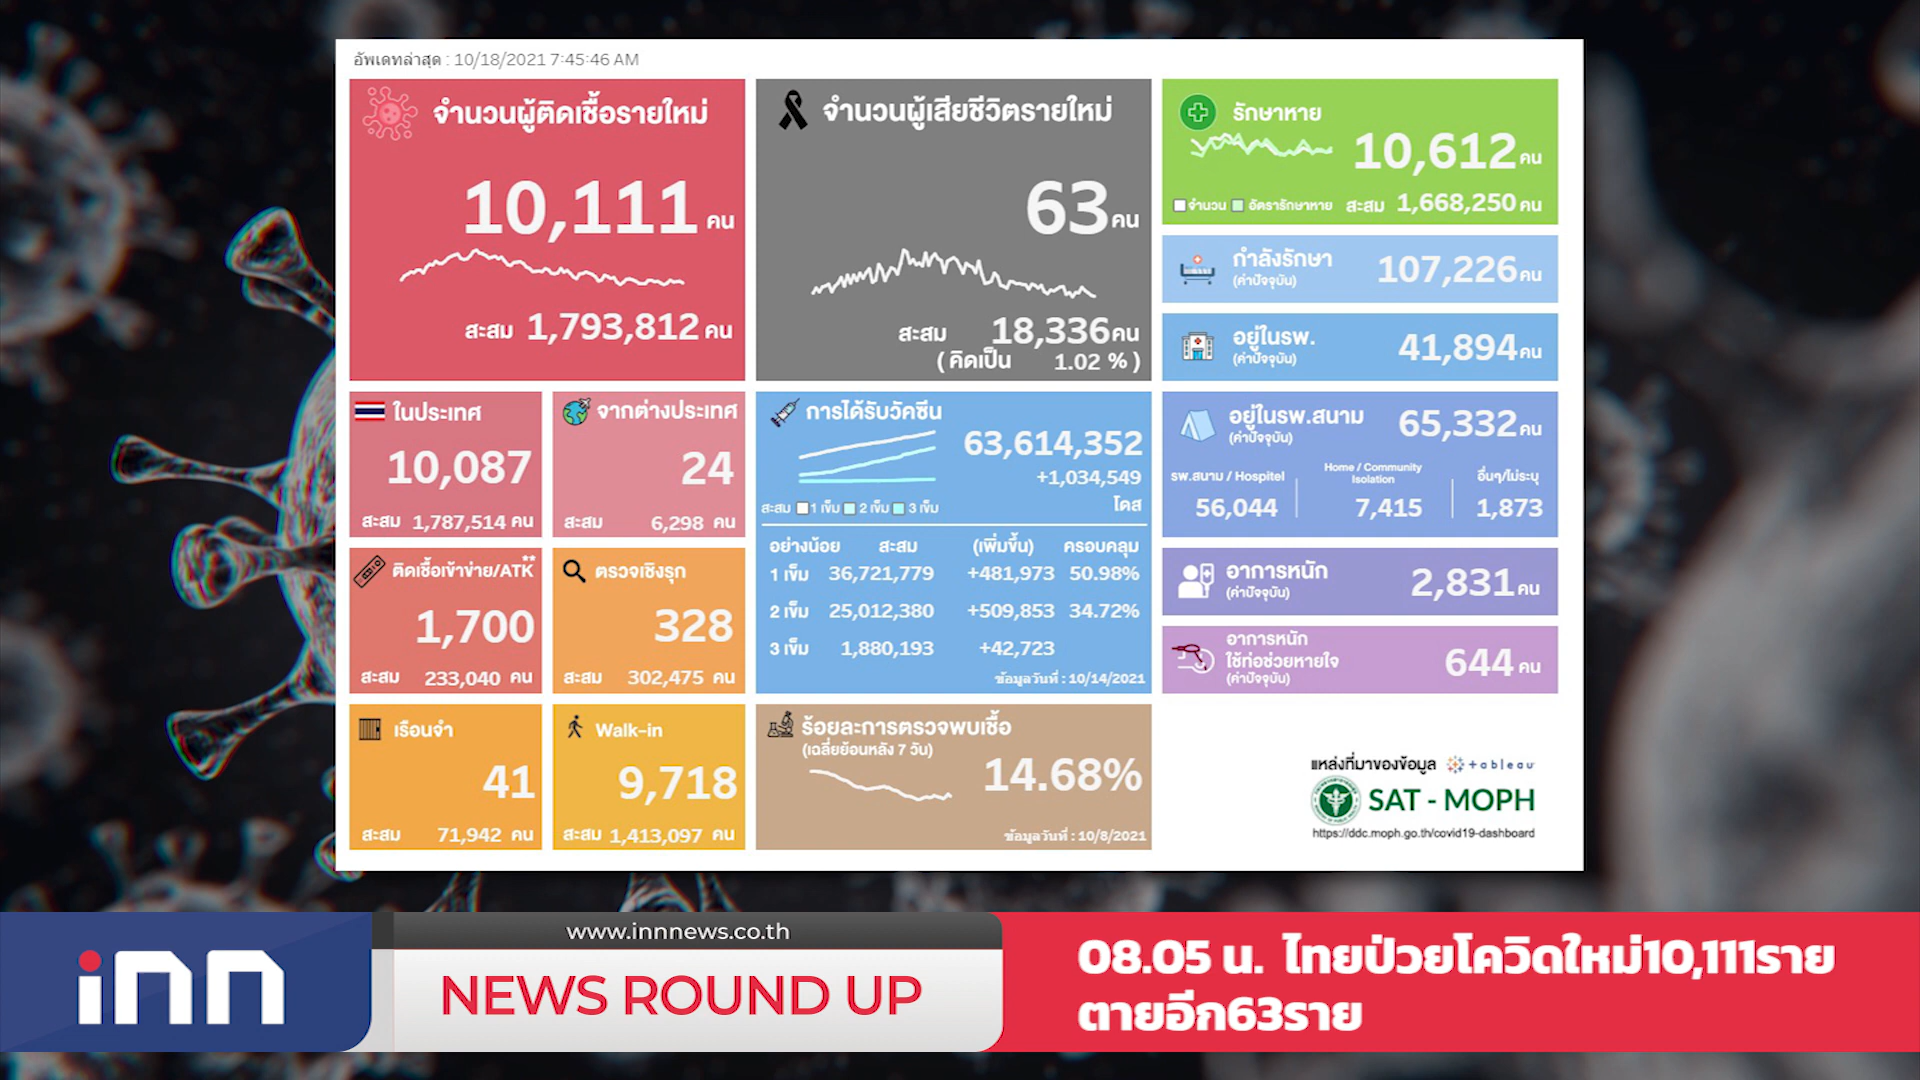 อัพเดทล่าสุด : 10/18/2021 7:45:46 AM
จำนวนผู้ติดเชื้อรายใหม่
10,111 คน
สะสม 1,793,812 คน
จำนวนผู้เสียชีวิตรายใหม่
63 คน
สะสม 18,336 คน
( คิดเป็น 1.02 % )
รักษาหาย
10,612 คน
จำนวน อัตรารักษาหาย สะสม 1,668,250 คน
กำลังรักษา
(ค่าปัจจุบัน)
107,226 คน
อยู่ในรพ.
(ค่าปัจจุบัน)
41,894 คน
ในประเทศ
10,087
สะสม 1,787,514 คน
จากต่างประเทศ
24
สะสม 6,298 คน
การได้รับวัคซีน
63,614,352
+1,034,549
โดส
สะสม 1 เข็ม 2 เข็ม 3 เข็ม
อย่างน้อย สะสม (เพิ่มขึ้น) ครอบคลุม
1 เข็ม 36,721,779 +481,973 50.98%
2 เข็ม 25,012,380 +509,853 34.72%
3 เข็ม 1,880,193 +42,723
ข้อมูลวันที่ : 10/14/2021
อยู่ในรพ.สนาม
(ค่าปัจจุบัน)
65,332 คน
รพ.สนาม / Hospitel
56,044
Home / Community
Isolation
7,415
อื่นๆ/ไม่ระบุ
1,873
ติดเชื้อเข้าข่าย/ATK**
1,700
สะสม 233,040 คน
ตรวจเชิงรุก
328
สะสม 302,475 คน
อาการหนัก
(ค่าปัจจุบัน)
2,831 คน
อาการหนัก
ใช้ท่อช่วยหายใจ
(ค่าปัจจุบัน)
644 คน
เรือนจำ
41
สะสม 71,942 คน
Walk-in
9,718
สะสม 1,413,097 คน
ร้อยละการตรวจพบเชื้อ
(เฉลี่ยย้อนหลัง 7 วัน)
14.68%
ข้อมูลวันที่ : 10/8/2021
แหล่งที่มาของข้อมูล +ableau
SAT - MOPH
https://ddc.moph.go.th/covid19-dashboard
inn
www.innnews.co.th
NEWS ROUND UP
08.05 น. ไทยป่วยโควิดใหม่10,111ราย
ตายอีก63ราย